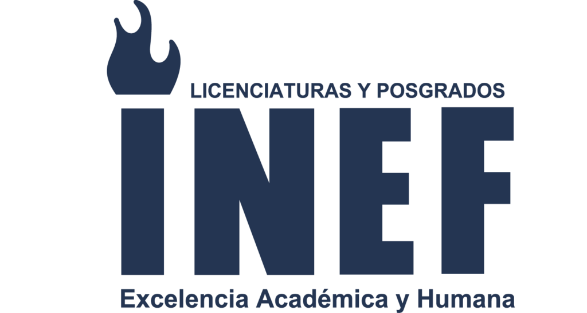 LICENCIATURAS Y POSGRADOS
INEF
Excelencia Académica y Humana